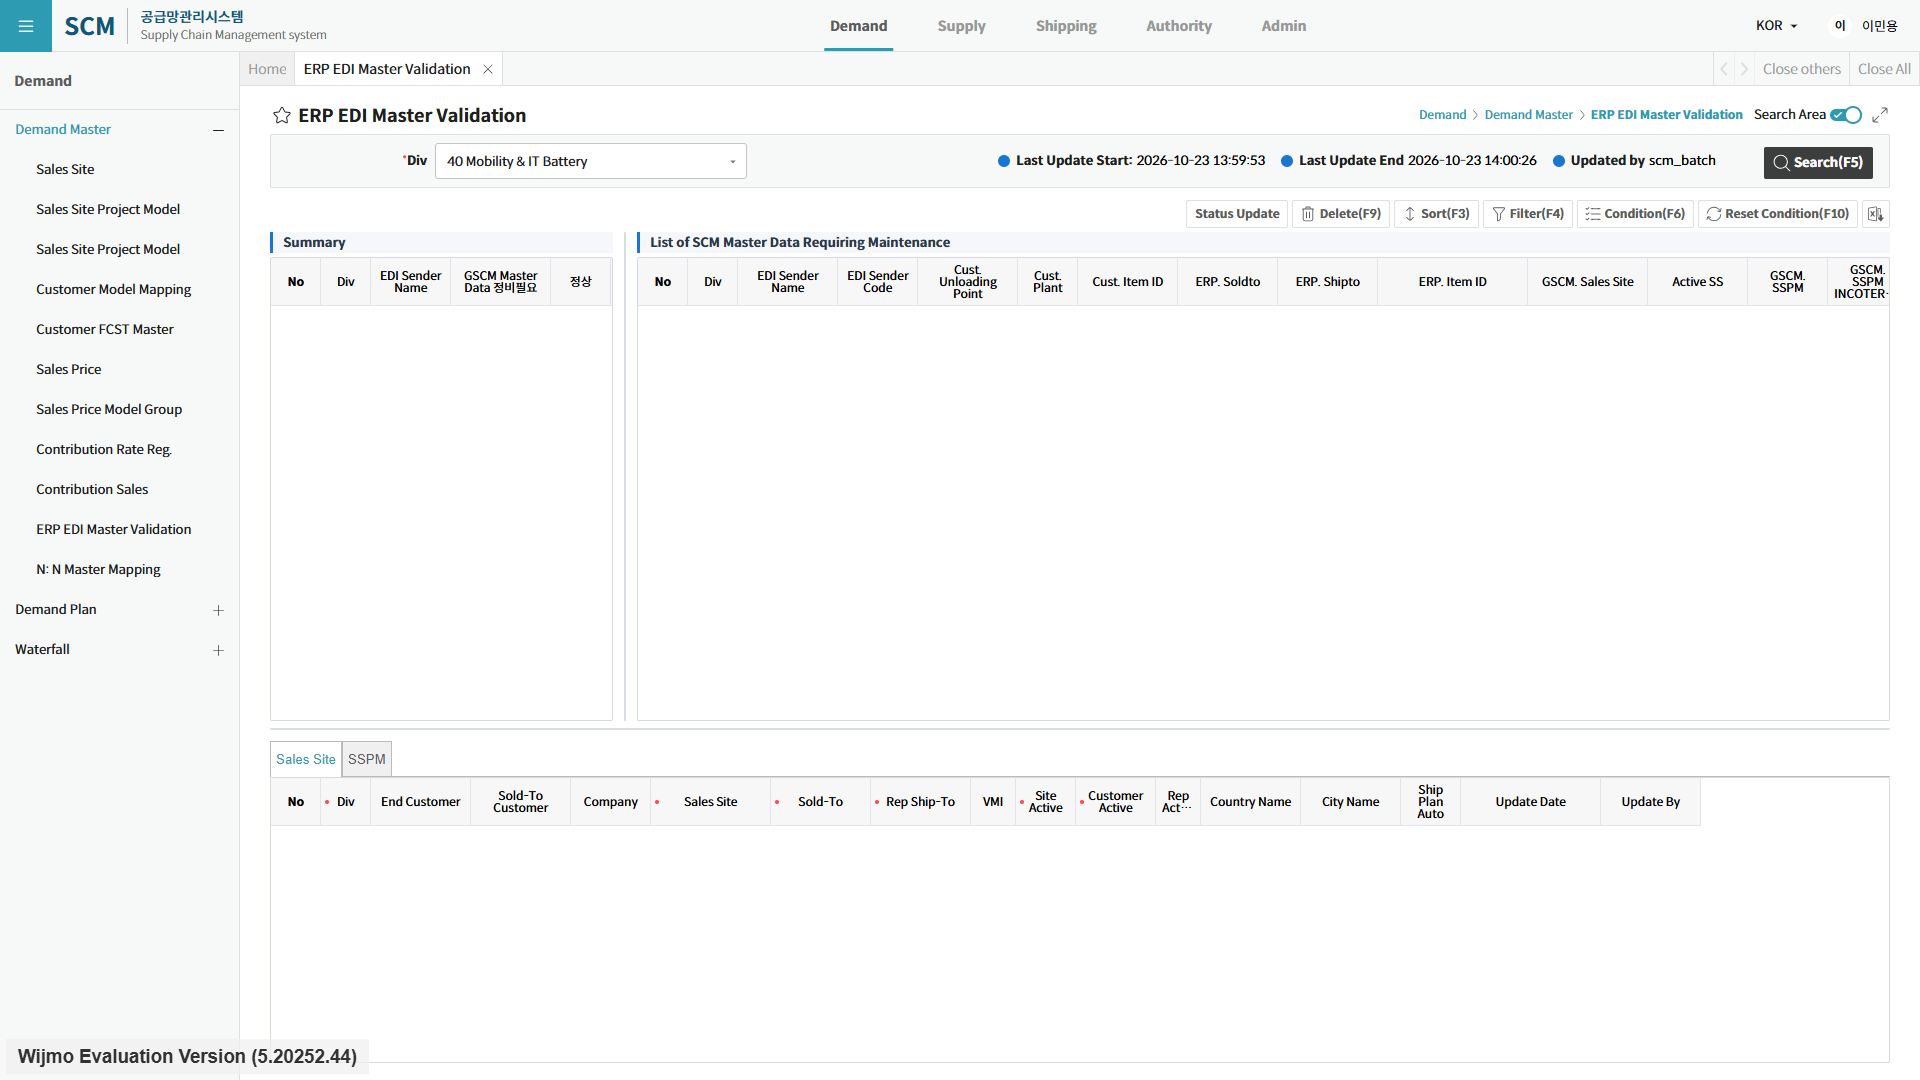 SCM
공급망관리시스템
Supply Chain Management system
Demand
Supply
Shipping
Authority
Admin
KOR
이
이민용
Demand
Home
ERP EDI Master Validation
Close others
Close All
Demand Master
Sales Site
Sales Site Project Model
Sales Site Project Model
Customer Model Mapping
Customer FCST Master
Sales Price
Sales Price Model Group
Contribution Rate Reg.
Contribution Sales
ERP EDI Master Validation
N: N Master Mapping
Demand Plan
Waterfall
ERP EDI Master Validation
Demand > Demand Master > ERP EDI Master Validation
Search Area
*Div
40 Mobility & IT Battery
Last Update Start: 2026-10-23 13:59:53
Last Update End 2026-10-23 14:00:26
Updated by scm_batch
Search(F5)
Status Update
Delete(F9)
Sort(F3)
Filter(F4)
Condition(F6)
Reset Condition(F10)
Summary
No
Div
EDI Sender
Name
GSCM Master
Data 정비필요
정상
List of SCM Master Data Requiring Maintenance
No
Div
EDI Sender
Name
EDI Sender
Code
Cust.
Unloading
Point
Cust.
Plant
Cust. Item ID
ERP. Soldto
ERP. Shipto
ERP. Item ID
GSCM. Sales Site
Active SS
GSCM.
SSPM
GSCM.
SSPM
INCOTER…
Sales Site
SSPM
No
Div
End Customer
Sold-To
Customer
Company
Sales Site
Sold-To
Rep Ship-To
VMI
Site
Active
Customer
Active
Rep
Act…
Country Name
City Name
Ship
Plan
Auto
Update Date
Update By
Wijmo Evaluation Version (5.20252.44)